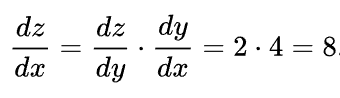 dz/dx = dz/dy · dy/dx = 2 · 4 = 8.